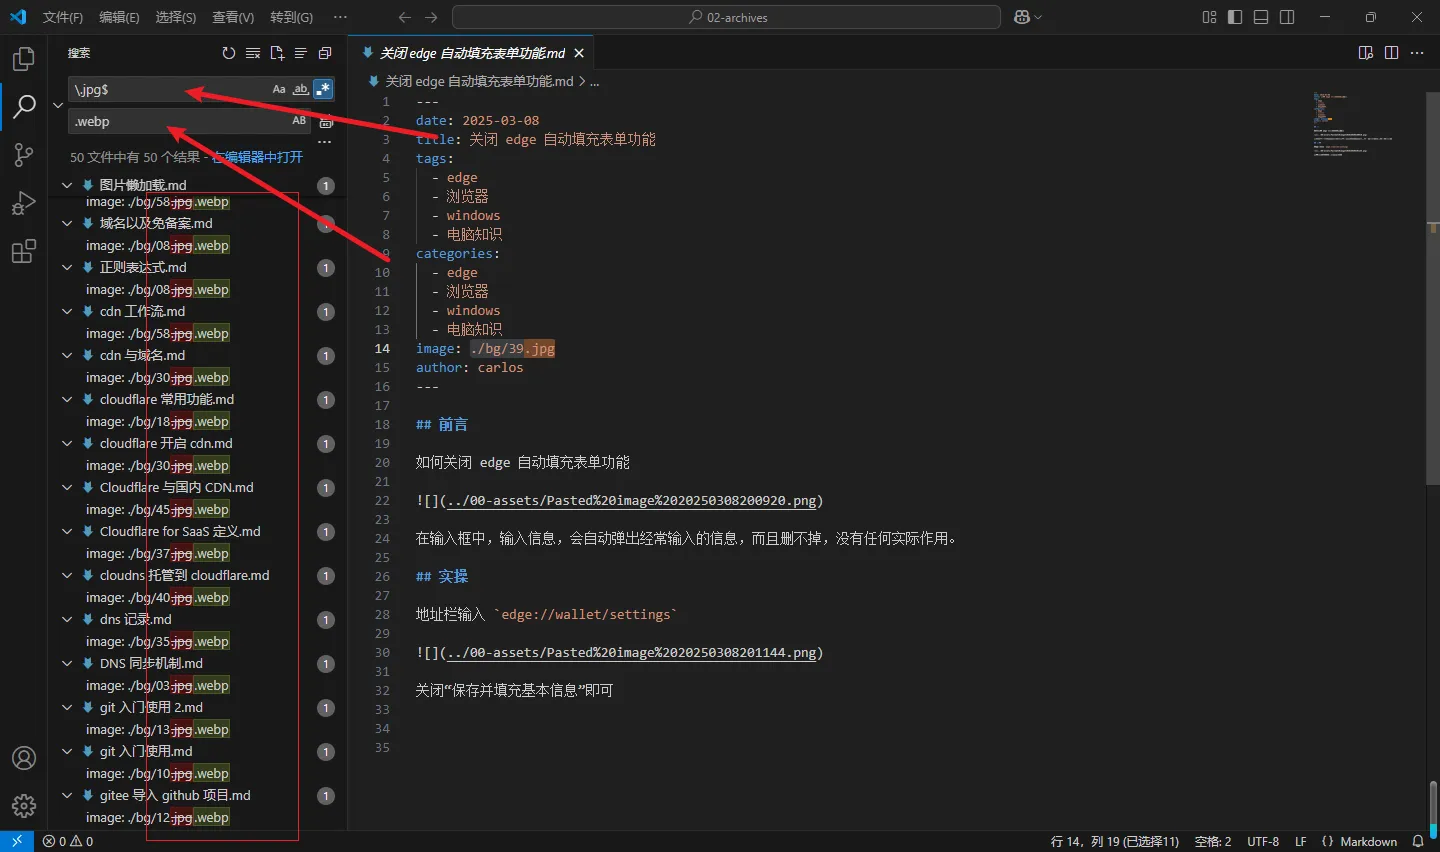 文件(F) 编辑(E) 选择(S) 查看(V) 转到(G) ··· 02-archives
搜索
\.jpg$ Aa ab
.webp AB
50 文件中有 50 个结果 - 在编辑器中打开
图片懒加载.md 1
image: ./bg/58.jpg.webp
域名以及免备案.md 1
image: ./bg/08.jpg.webp
正则表达式.md 1
image: ./bg/08.jpg.webp
cdn 工作流.md 1
image: ./bg/58.jpg.webp
cdn 与域名.md 1
image: ./bg/30.jpg.webp
cloudflare 常用功能.md 1
image: ./bg/18.jpg.webp
cloudflare 开启 cdn.md 1
image: ./bg/30.jpg.webp
Cloudflare 与国内 CDN.md 1
image: ./bg/45.jpg.webp
Cloudflare for SaaS 定义.md 1
image: ./bg/37.jpg.webp
cloudns 托管到 cloudflare.md 1
image: ./bg/40.jpg.webp
dns 记录.md 1
image: ./bg/35.jpg.webp
DNS 同步机制.md 1
image: ./bg/03.jpg.webp
git 入门使用 2.md 1
image: ./bg/13.jpg.webp
git 入门使用.md 1
image: ./bg/10.jpg.webp
gitee 导入 github 项目.md 1
image: ./bg/12.jpg.webp
关闭 edge 自动填充表单功能.md
关闭 edge 自动填充表单功能.md > ...
1 ---
2 date: 2025-03-08
3 title: 关闭 edge 自动填充表单功能
4 tags:
5 - edge
6 - 浏览器
7 - windows
8 - 电脑知识
9 categories:
10 - edge
11 - 浏览器
12 - windows
13 - 电脑知识
14 image: ./bg/39.jpg
15 author: carlos
16 ---
17
18 ## 前言
19
20 如何关闭 edge 自动填充表单功能
21
22 ![](../00-assets/Pasted%20image%2020250308200920.png)
23
24 在输入框中，输入信息，会自动弹出经常输入的信息，而且删不掉，没有任何实际作用。
25
26 ## 实操
27
28 地址栏输入 `edge://wallet/settings`
29
30 ![](../00-assets/Pasted%20image%2020250308201144.png)
31
32 关闭“保存并填充基本信息”即可
33
34
35
0 0 行 14，列 19 (已选择11) 空格: 2 UTF-8 LF {} Markdown